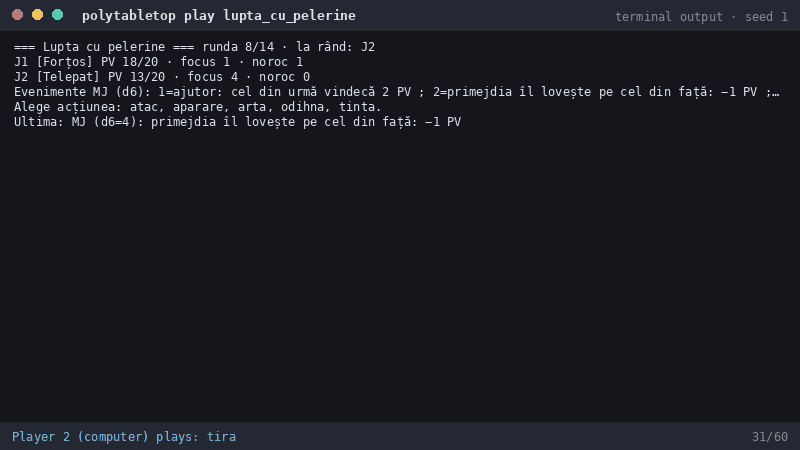 polytabletop play lupta_cu_pelerine
terminal output · seed 1
=== Lupta cu pelerine === runda 8/14 · la rând: J2
J1 [Forțos] PV 18/20 · focus 1 · noroc 1
J2 [Telepat] PV 13/20 · focus 4 · noroc 0
Evenimente MJ (d6): 1=ajutor: cel din urmă vindecă 2 PV ; 2=primejdia îl lovește pe cel din față: −1 PV ;…
Alege acțiunea: atac, aparare, arta, odihna, tinta.
Ultima: MJ (d6=4): primejdia îl lovește pe cel din față: −1 PV
Player 2 (computer) plays: tira
31/60